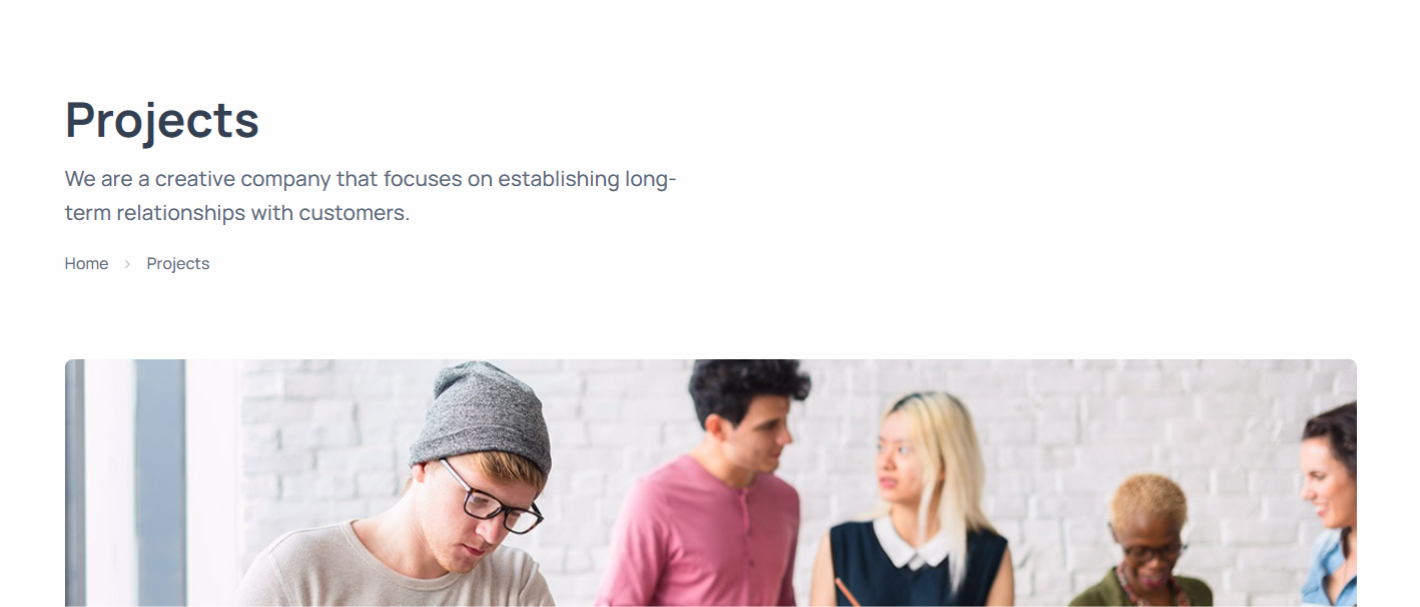 Projects
We are a creative company that focuses on establishing long-
term relationships with customers.
Home > Projects